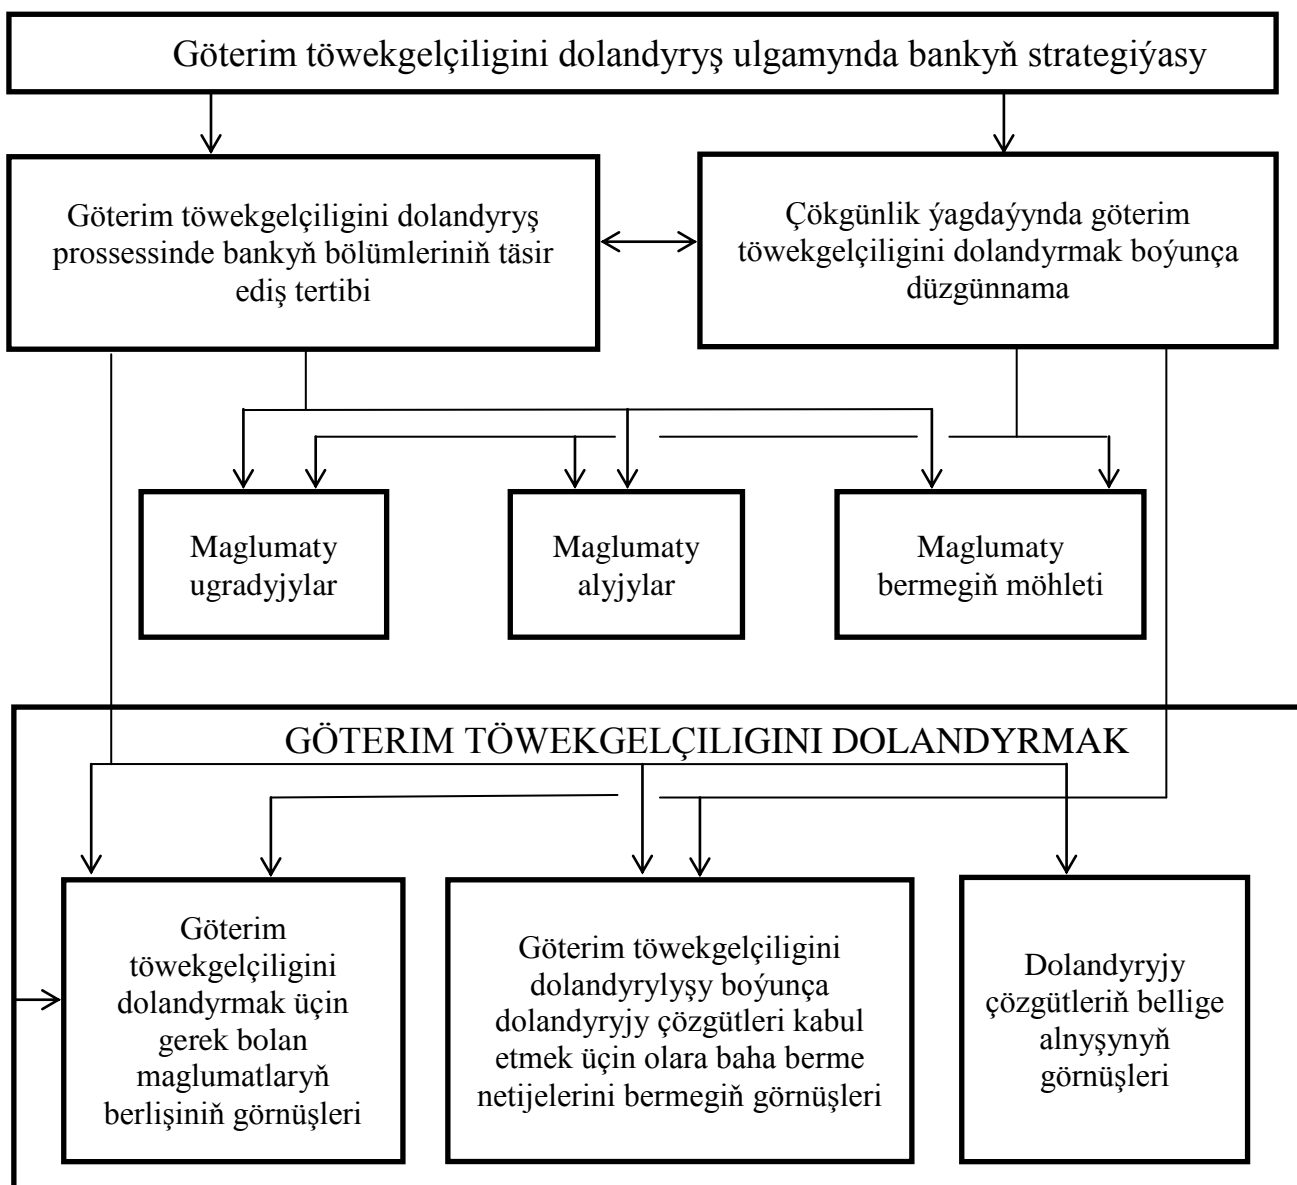 Göterim töwekgelçiligini dolandyryş ulgamynda bankyň strategiýasy
Göterim töwekgelçiligini dolandyryş
prossessinde bankyň bölümleriniň täsir
ediş tertibi
Çökgünlik ýagdaýynda göterim
töwekgelçiligini dolandyrmak boýunça
düzgünnama
Maglumaty
ugradyjylar
Maglumaty
alyjylar
Maglumaty
bermegiň möhleti
GÖTERIM TÖWEKGELÇILIGINI DOLANDYRMAK
Göterim
töwekgelçiligini
dolandyrmak üçin
gerek bolan
maglumatlaryň
berlişiniň görnüşleri
Göterim töwekgelçiligini
dolandyrylyşy boýunça
dolandyryjy çözgütleri kabul
etmek üçin olara baha berme
netijelerini bermegiň görnüşleri
Dolandyryjy
çözgütleriň bellige
alnyşynyň
görnüşleri